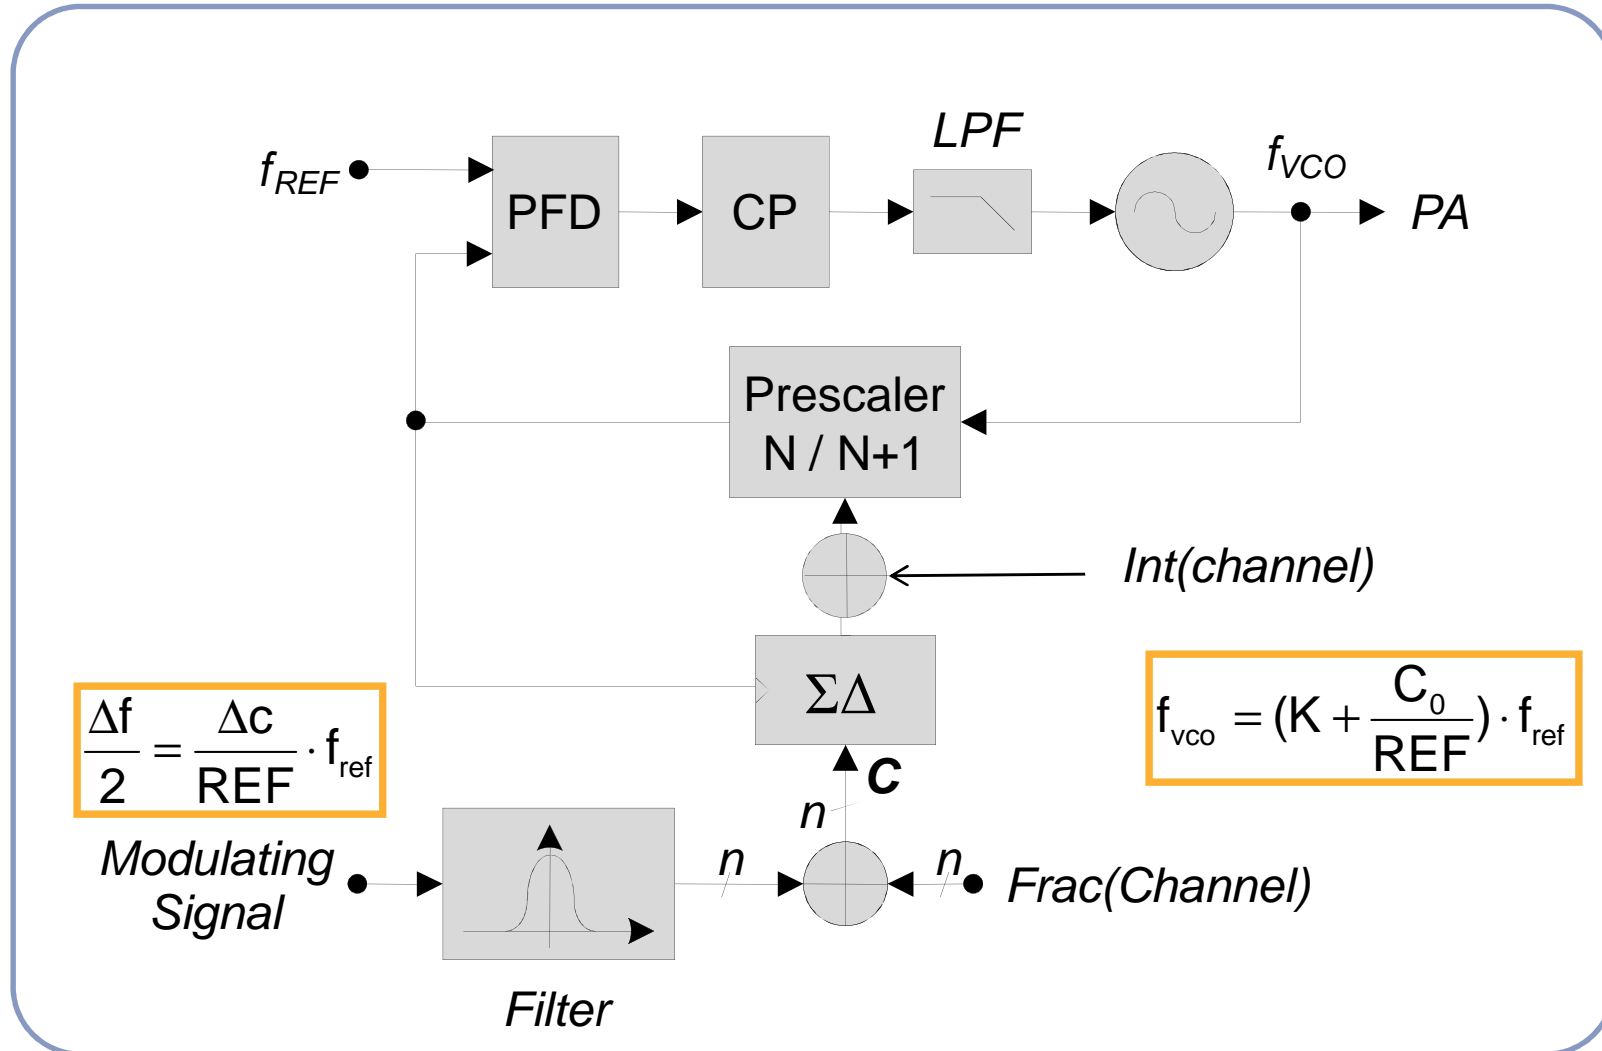 LPF
f_REF
PFD
CP
f_VCO
PA
Prescaler
N / N+1
Int(channel)
ΣΔ
Δf/2 = Δc/REF · f_ref
f_vco = (K + C_0/REF) · f_ref
C
n
Modulating
Signal
n
n
Frac(Channel)
Filter